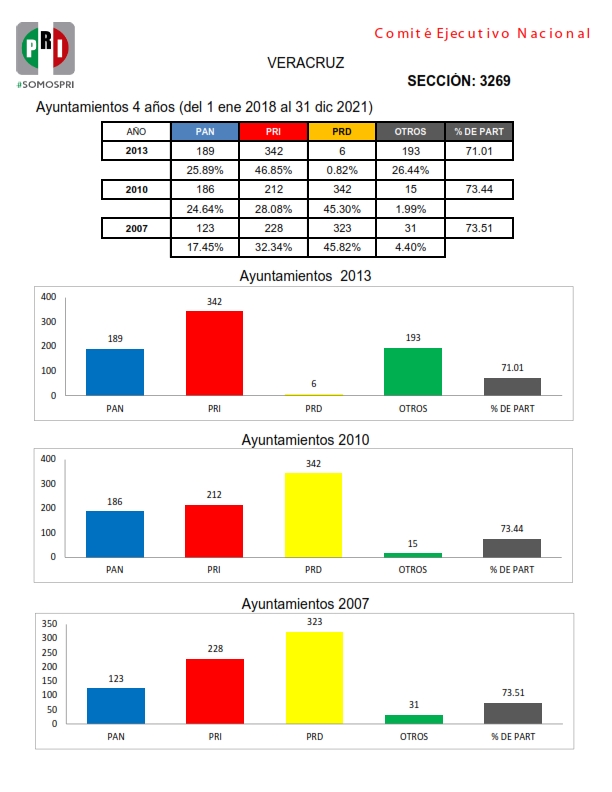 Comité Ejecutivo Nacional
PRI
#SOMOSPRI
VERACRUZ
SECCIÓN: 3269
Ayuntamientos 4 años (del 1 ene 2018 al 31 dic 2021)
AÑO PAN PRI PRD OTROS % DE PART
2013 189 342 6 193 71.01
25.89% 46.85% 0.82% 26.44%
2010 186 212 342 15 73.44
24.64% 28.08% 45.30% 1.99%
2007 123 228 323 31 73.51
17.45% 32.34% 45.82% 4.40%
Ayuntamientos 2013
400
300
200
100
0
189
342
6
193
71.01
PAN PRI PRD OTROS % DE PART
Ayuntamientos 2010
400
300
200
100
0
186
212
342
15
73.44
PAN PRI PRD OTROS % DE PART
Ayuntamientos 2007
350
300
250
200
150
100
50
0
123
228
323
31
73.51
PAN PRI PRD OTROS % DE PART